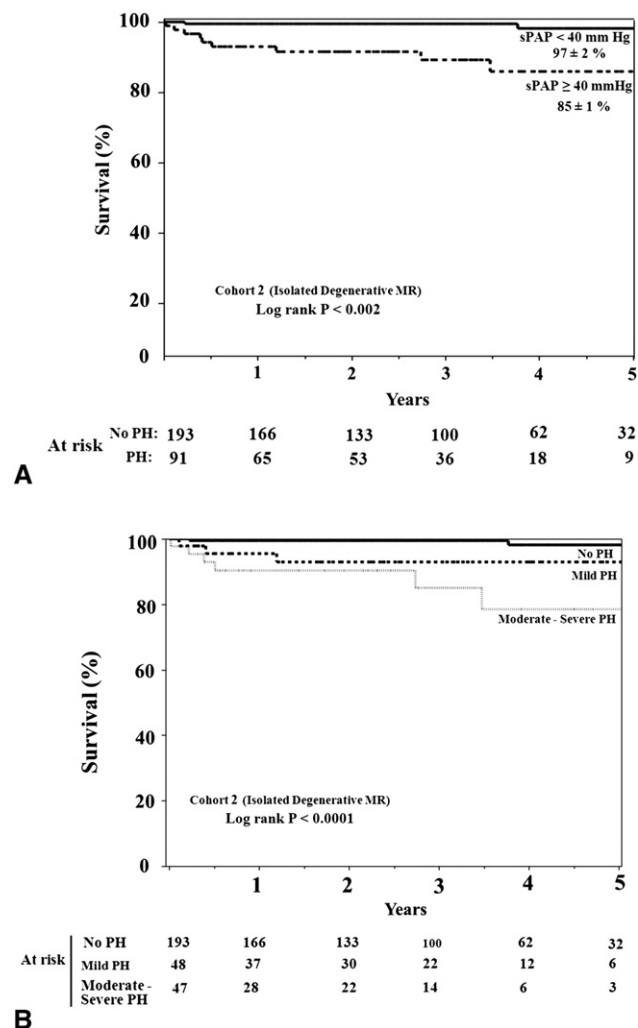 100
80
60
40
20
0
Survival (%)
sPAP < 40 mm Hg
97 ± 2 %
sPAP ≥ 40 mmHg
85 ± 1 %
Cohort 2 (Isolated Degenerative MR)
Log rank P < 0.002
1 2 3 4 5
Years
At risk
No PH: 193 166 133 100 62 32
PH: 91 65 53 36 18 9
A
100
80
60
40
20
0
Survival (%)
No PH
Mild PH
Moderate - Severe PH
Cohort 2 (Isolated Degenerative MR)
Log rank P < 0.0001
1 2 3 4 5
Years
At risk
No PH 193 166 133 100 62 32
Mild PH 48 37 30 22 12 6
Moderate - 47 28 22 14 6 3
Severe PH
B